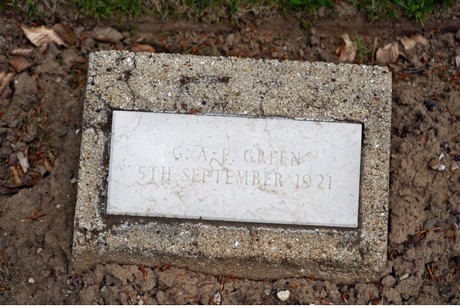 G. A. F. GREEN
5TH SEPTEMBER 1921